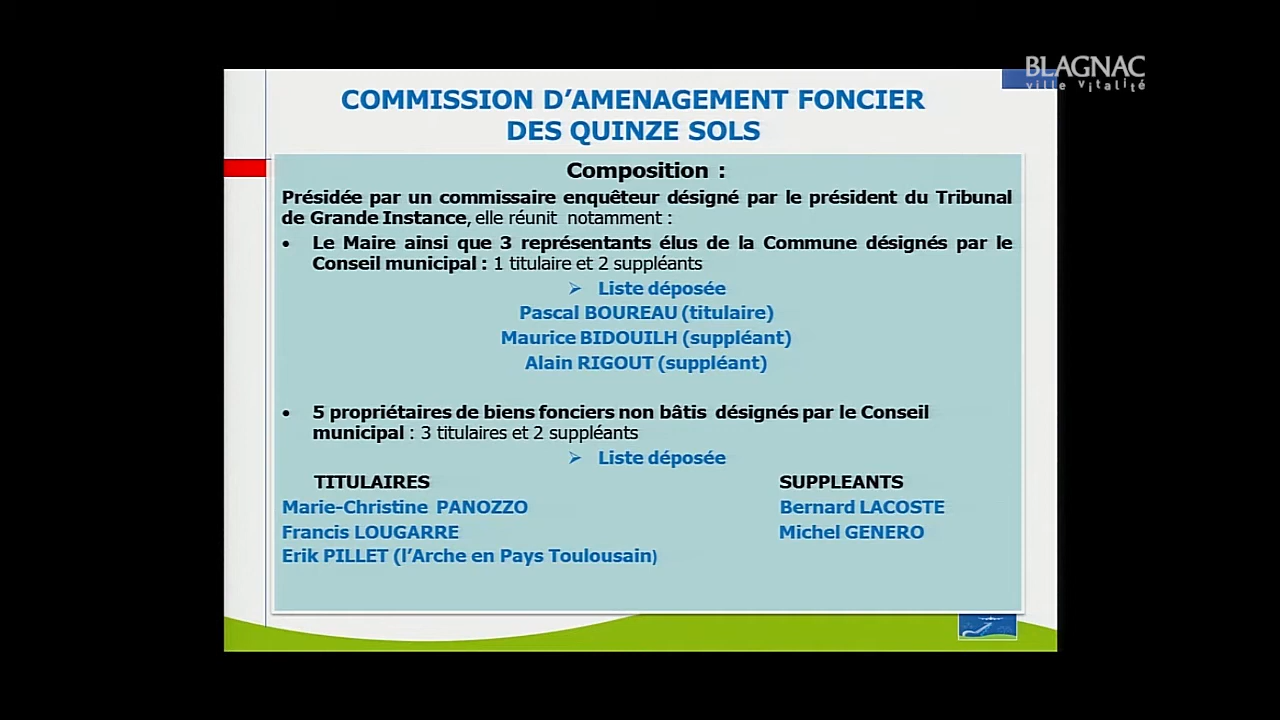 BLAGNAC
ville vitalité
COMMISSION D'AMENAGEMENT FONCIER
DES QUINZE SOLS
Composition :
Présidée par un commissaire enquêteur désigné par le président du Tribunal
de Grande Instance, elle réunit notamment :
• Le Maire ainsi que 3 représentants élus de la Commune désignés par le
Conseil municipal : 1 titulaire et 2 suppléants
➢ Liste déposée
Pascal BOUREAU (titulaire)
Maurice BIDOUILH (suppléant)
Alain RIGOUT (suppléant)
• 5 propriétaires de biens fonciers non bâtis désignés par le Conseil
municipal : 3 titulaires et 2 suppléants
➢ Liste déposée
TITULAIRES SUPPLEANTS
Marie-Christine PANOZZO Bernard LACOSTE
Francis LOUGARRE Michel GENERO
Erik PILLET (l'Arche en Pays Toulousain)